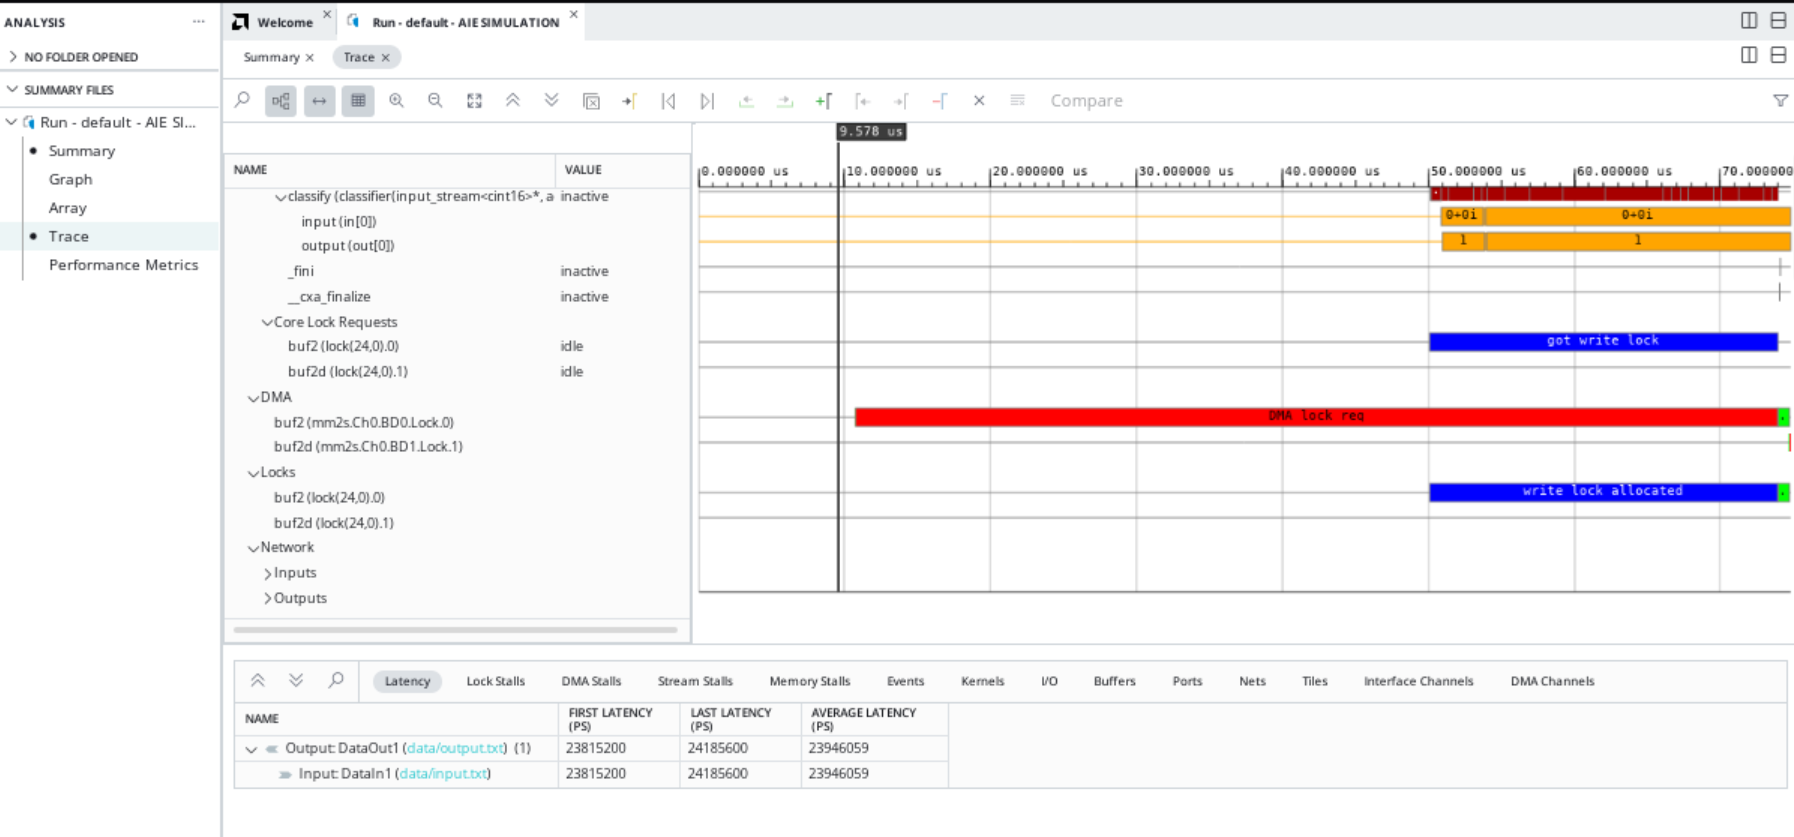 ANALYSIS
NO FOLDER OPENED
SUMMARY FILES
Run - default - AIE SI...
Summary
Graph
Array
Trace
Performance Metrics
Welcome
Run - default - AIE SIMULATION
Summary
Trace
Compare
9.578 us
NAME VALUE
0.000000 us 10.000000 us 20.000000 us 30.000000 us 40.000000 us 50.000000 us 60.000000 us 70.000000
classify (classifier(input_stream<cint16>*, a inactive
input (in[0]) 0+0i 0+0i
output (out[0]) 1 1
_fini inactive
__cxa_finalize inactive
Core Lock Requests
buf2 (lock(24,0).0) idle got write lock
buf2d (lock(24,0).1) idle
DMA
buf2 (mm2s.Ch0.BD0.Lock.0) DMA lock req
buf2d (mm2s.Ch0.BD1.Lock.1)
Locks
buf2 (lock(24,0).0) write lock allocated
buf2d (lock(24,0).1)
Network
Inputs
Outputs
Latency Lock Stalls DMA Stalls Stream Stalls Memory Stalls Events Kernels I/O Buffers Ports Nets Tiles Interface Channels DMA Channels
NAME FIRST LATENCY (PS) LAST LATENCY (PS) AVERAGE LATENCY (PS)
Output: DataOut1 (data/output.txt) (1) 23815200 24185600 23946059
Input: DataIn1 (data/input.txt) 23815200 24185600 23946059